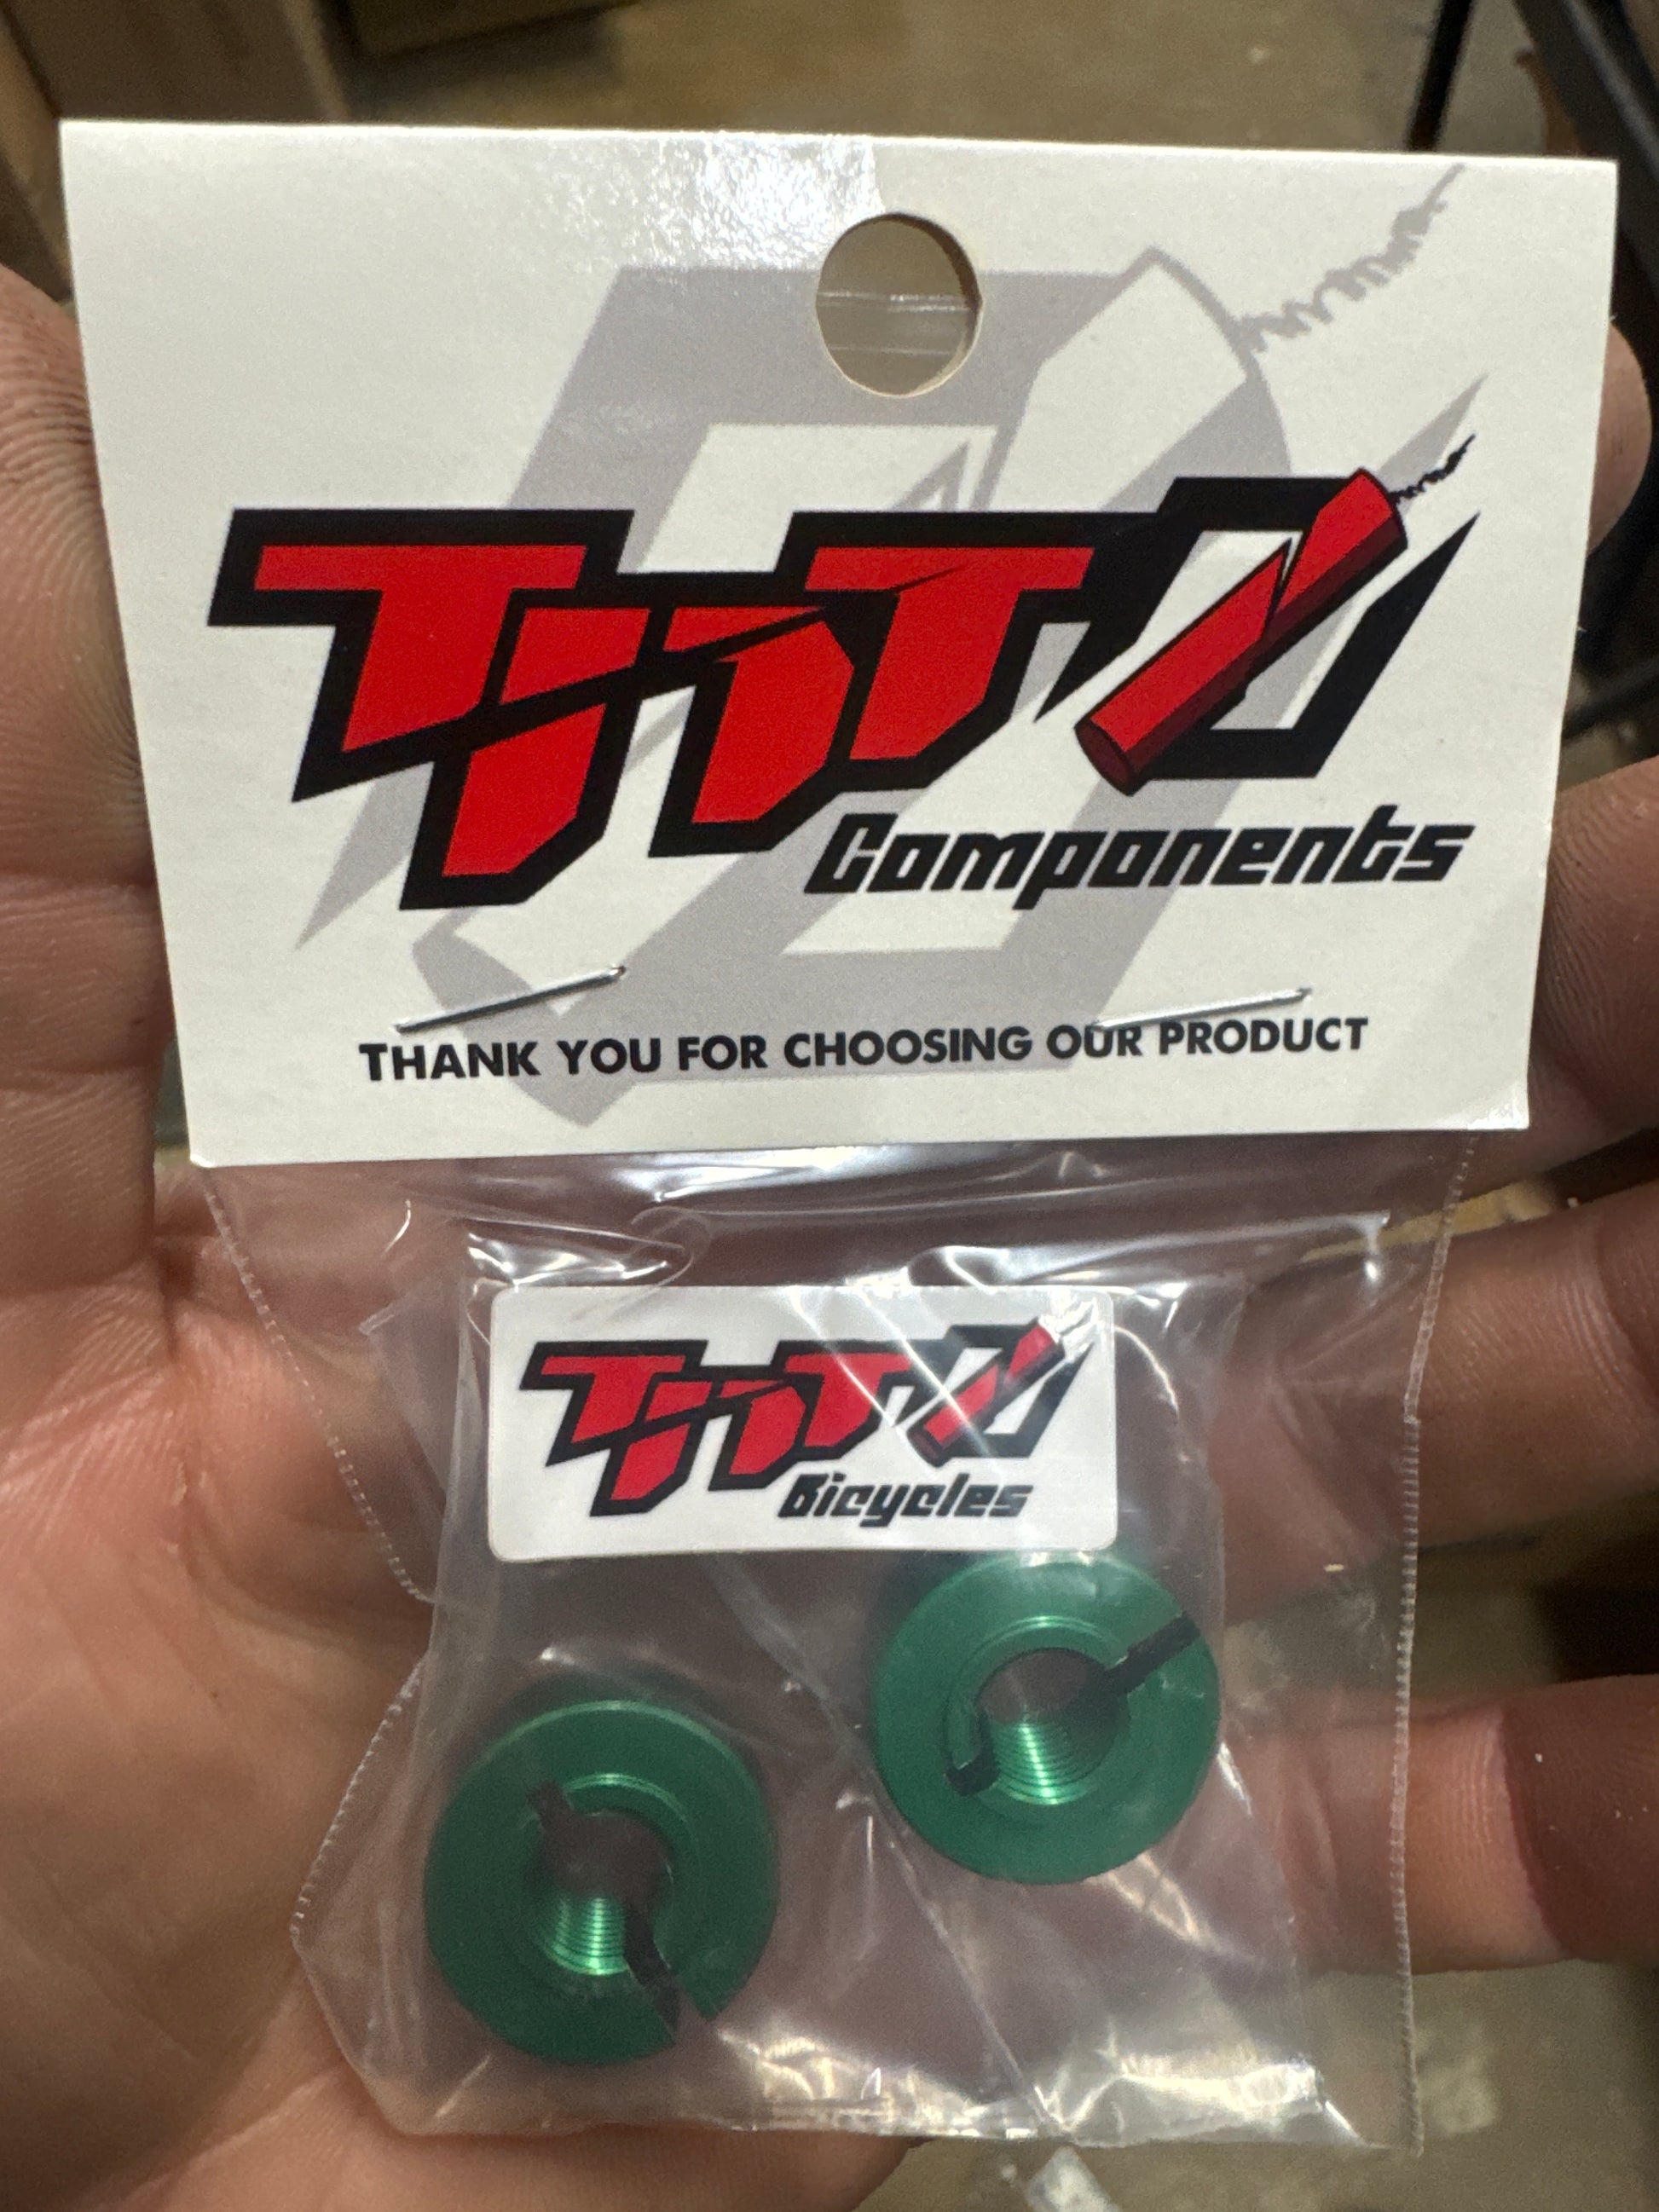 TNT
Components
THANK YOU FOR CHOOSING OUR PRODUCT
TNT
Bicycles